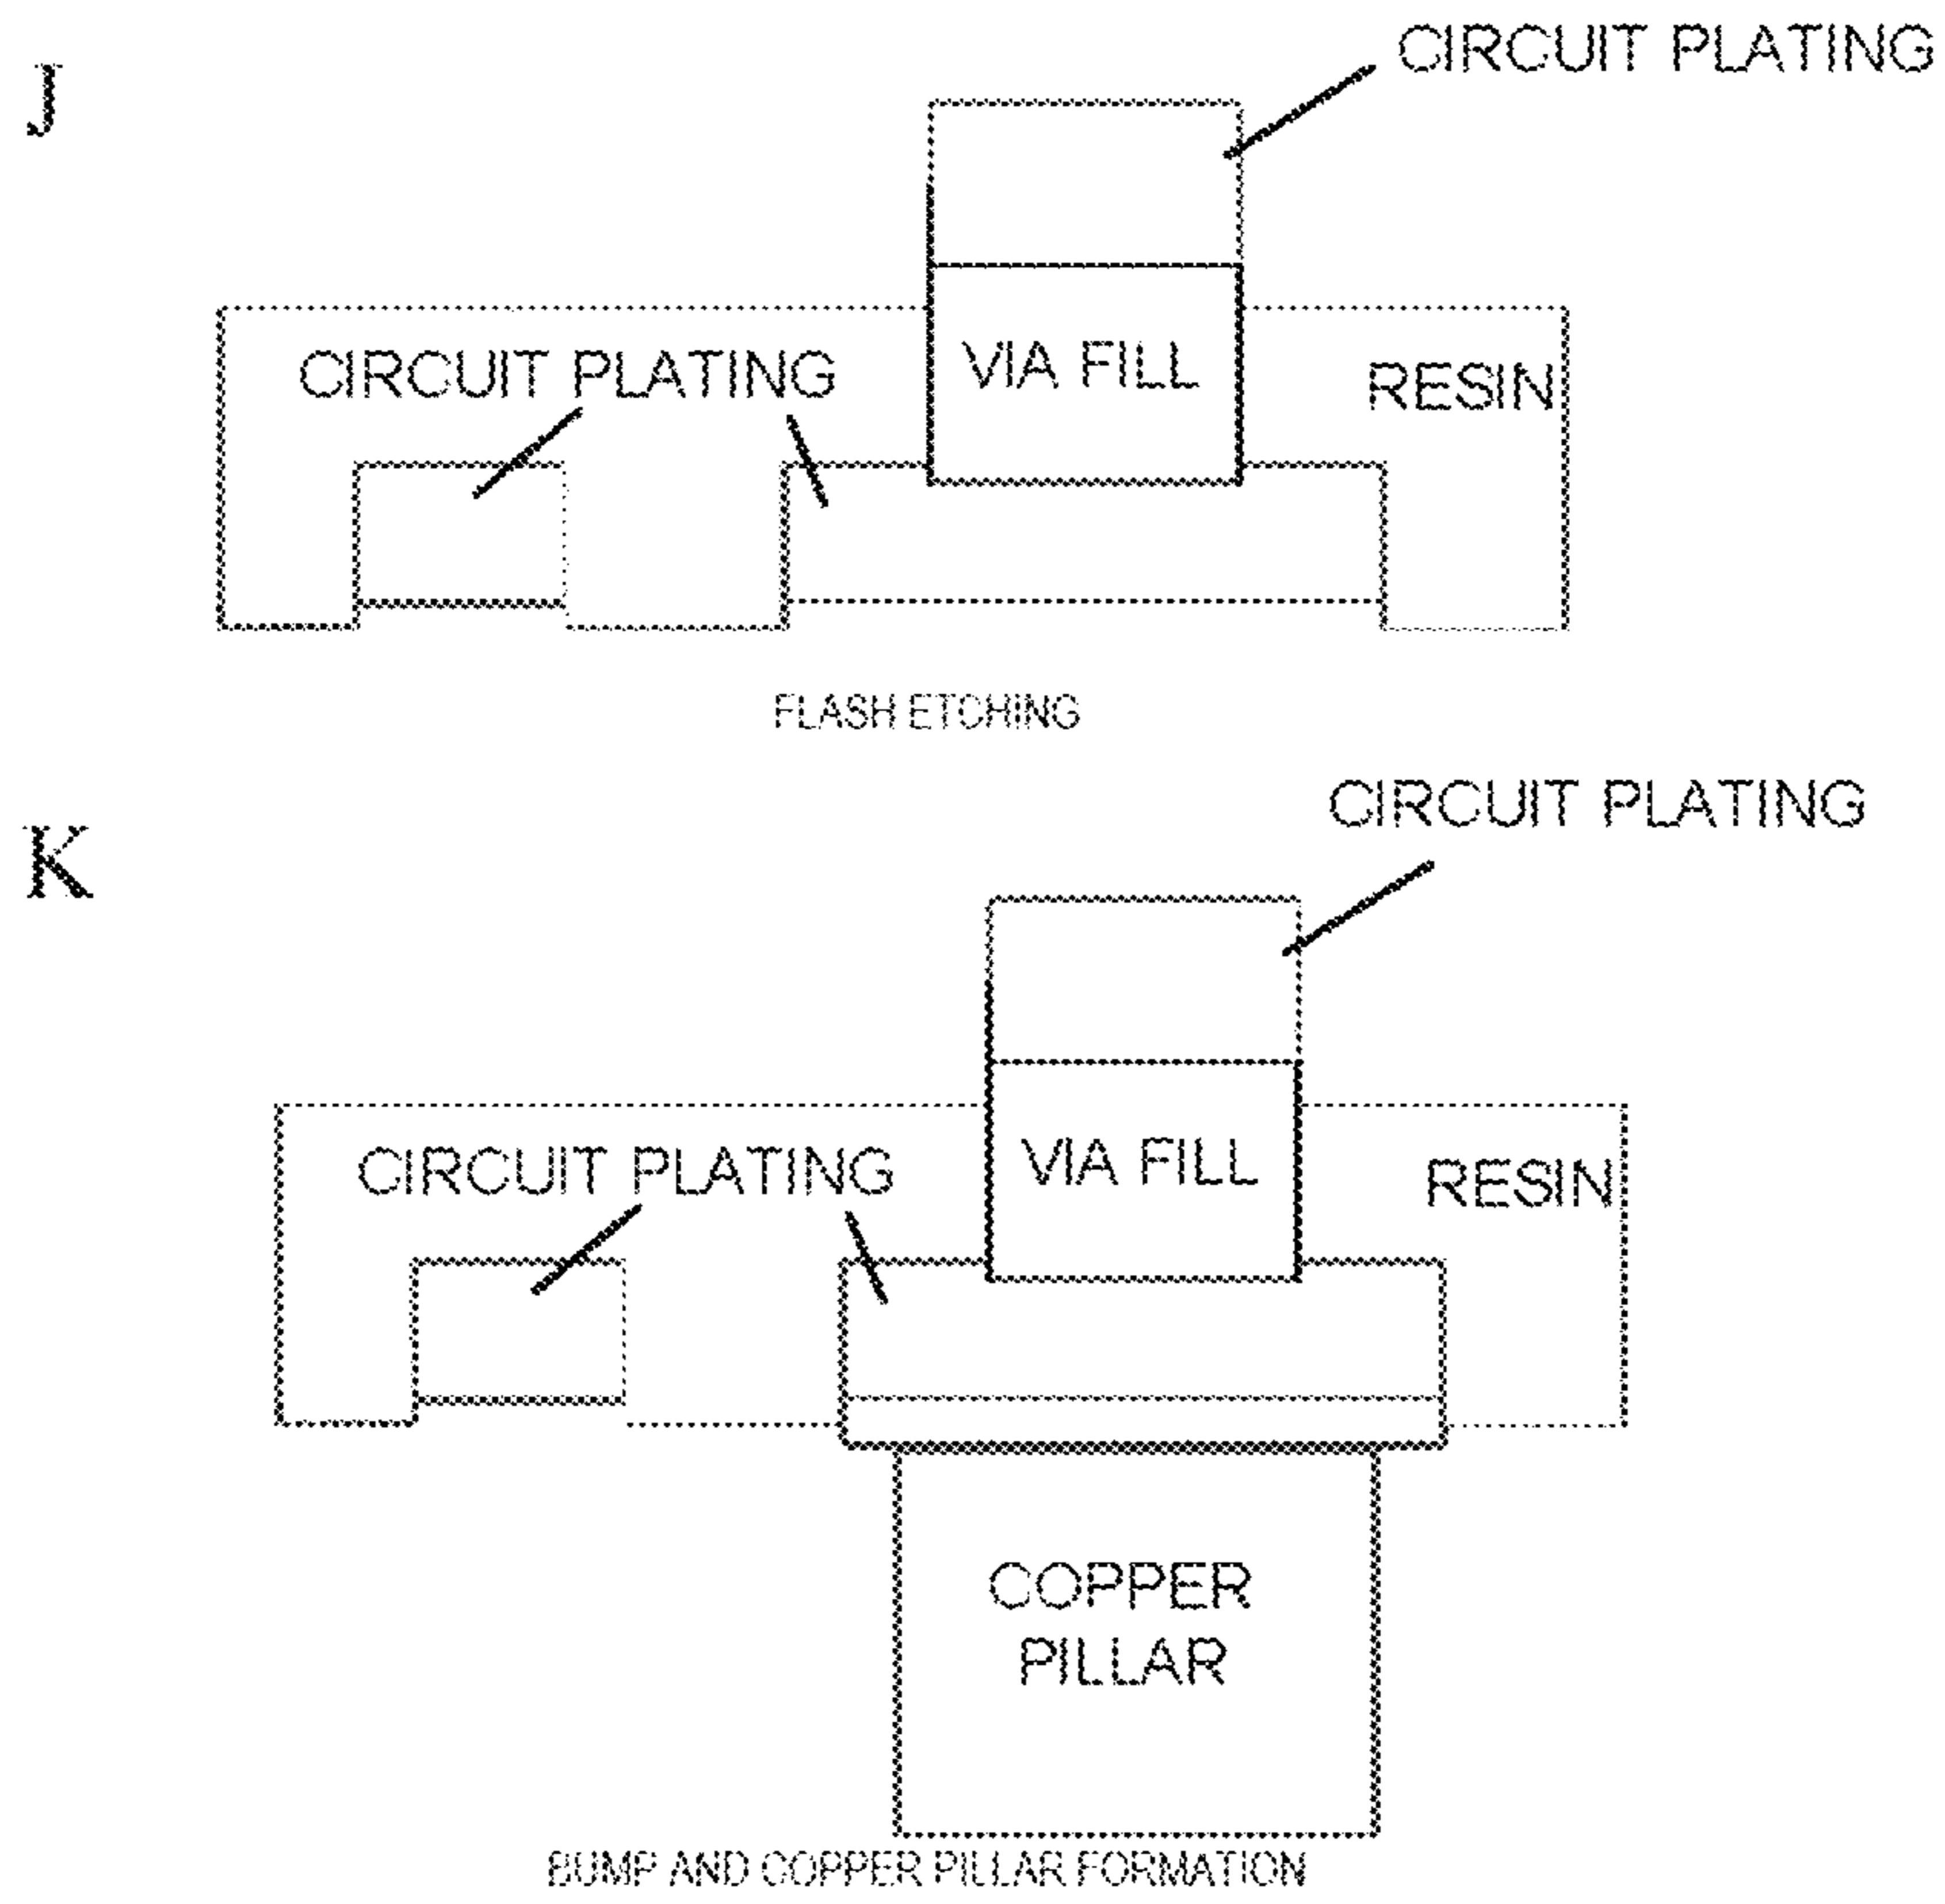 J
CIRCUIT PLATING
CIRCUIT PLATING
VIA FILL
RESIN
FLASH ETCHING
K
CIRCUIT PLATING
CIRCUIT PLATING
VIA FILL
RESIN
COPPER
PILLAR
BUMP AND COPPER PILLAR FORMATION